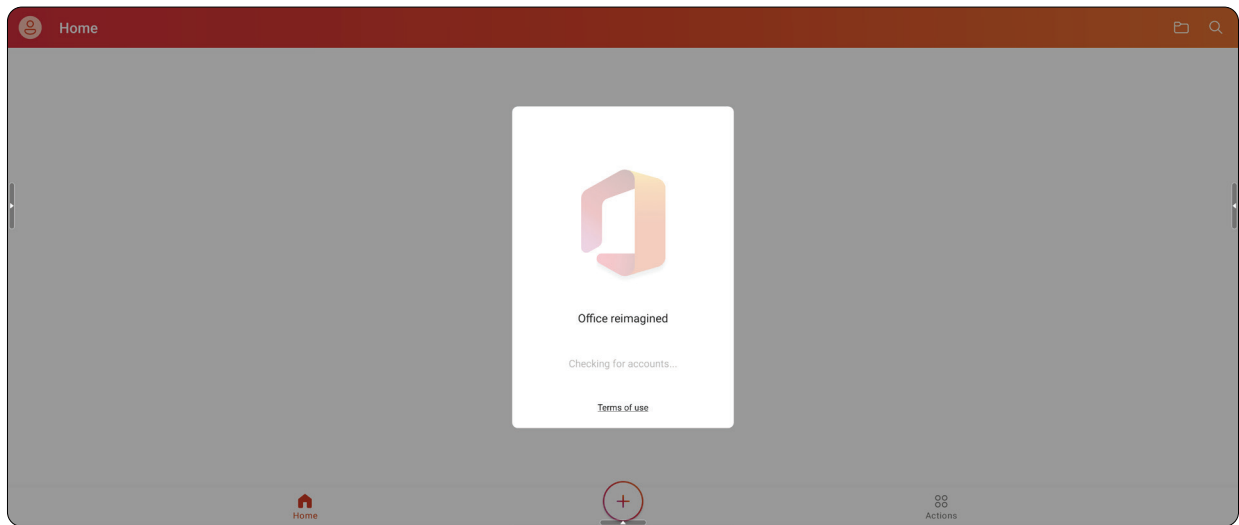 Home
Office reimagined
Checking for accounts...
Terms of use
Home
Actions